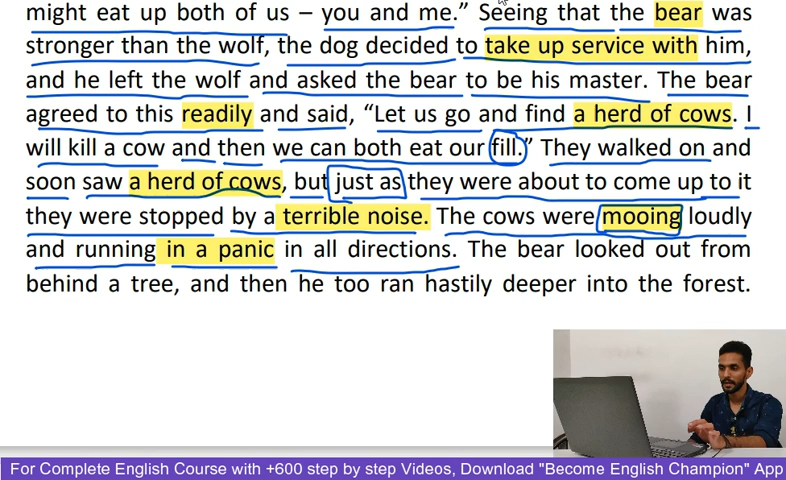 might eat up both of us – you and me.” Seeing that the bear was
stronger than the wolf, the dog decided to take up service with him,
and he left the wolf and asked the bear to be his master. The bear
agreed to this readily and said, “Let us go and find a herd of cows. I
will kill a cow and then we can both eat our fill.” They walked on and
soon saw a herd of cows, but just as they were about to come up to it
they were stopped by a terrible noise. The cows were mooing loudly
and running in a panic in all directions. The bear looked out from
behind a tree, and then he too ran hastily deeper into the forest.
For Complete English Course with +600 step by step Videos, Download "Become English Champion" App